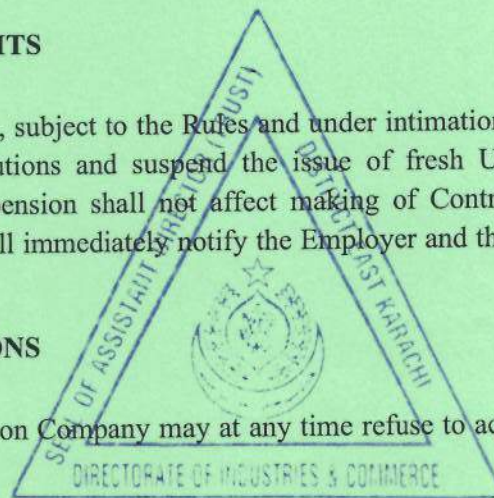 ITS
, subject to the Rules and under intimation
utions and suspend the issue of fresh U
pension shall not affect making of Contr
ll immediately notify the Employer and th
ONS
on Company may at any time refuse to ac
SEAL OF ASSISTANT DIRECTOR (TRUST)
DISTRICT EAST KARACHI
DIRECTORATE OF INDUSTRIES & COMMERCE